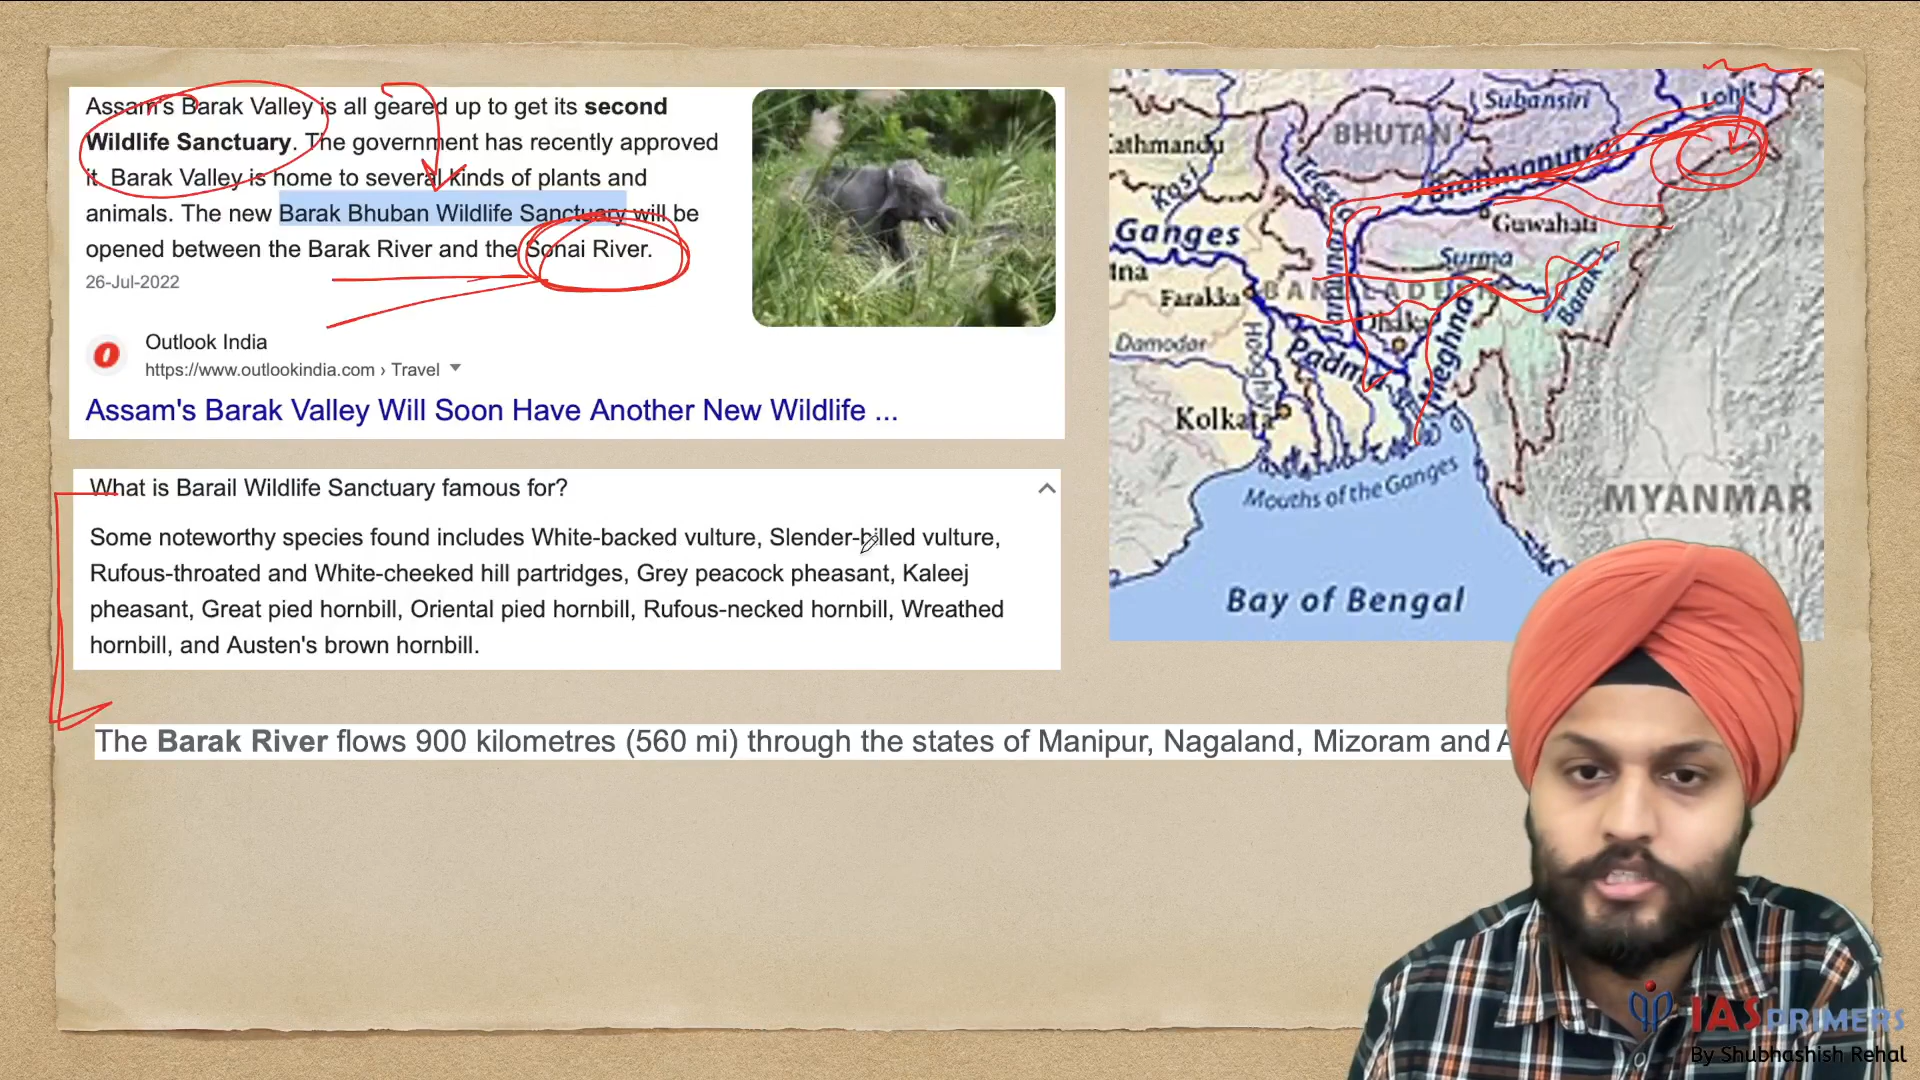 Assam's Barak Valley is all geared up to get its second
Wildlife Sanctuary. The government has recently approved
it. Barak Valley is home to several kinds of plants and
animals. The new Barak Bhuban Wildlife Sanctuary will be
opened between the Barak River and the Sonai River.
26-Jul-2022
Outlook India
https://www.outlookindia.com › Travel
Assam's Barak Valley Will Soon Have Another New Wildlife ...
What is Barail Wildlife Sanctuary famous for?
Some noteworthy species found includes White-backed vulture, Slender-billed vulture,
Rufous-throated and White-cheeked hill partridges, Grey peacock pheasant, Kaleej
pheasant, Great pied hornbill, Oriental pied hornbill, Rufous-necked hornbill, Wreathed
hornbill, and Austen's brown hornbill.
The Barak River flows 900 kilometres (560 mi) through the states of Manipur, Nagaland, Mizoram and A
Lohit
Subansiri
BHUTAN
athmandu
Kosi
Teesta
Brahmaputra
Guwahati
Ganges
Jamuna
Surma
Barak
na
Farakka
BANGLADESH
Dhaka
Meghna
Damodar
Hooghly
Padma
Kolkata
Mouths of the Ganges
MYANMAR
Bay of Bengal
IAS PRIMERS
By Shubhashish Rehal